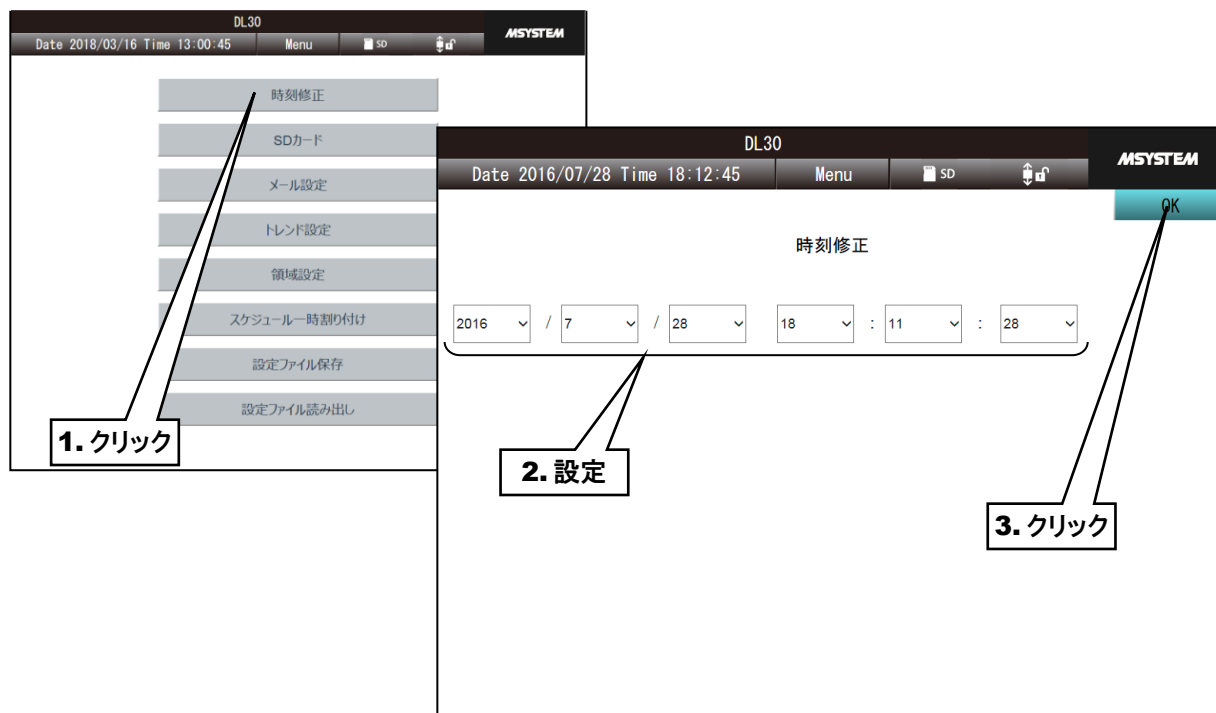 DL30
MSYSTEM
Date 2018/03/16 Time 13:00:45 Menu SD
時刻修正
SDカード
メール設定
トレンド設定
領域設定
スケジュール一時割り付け
設定ファイル保存
設定ファイル読み出し
1. クリック
DL30
MSYSTEM
Date 2016/07/28 Time 18:12:45 Menu SD
OK
時刻修正
2016 / 7 / 28 18 : 11 : 28
2. 設定
3. クリック